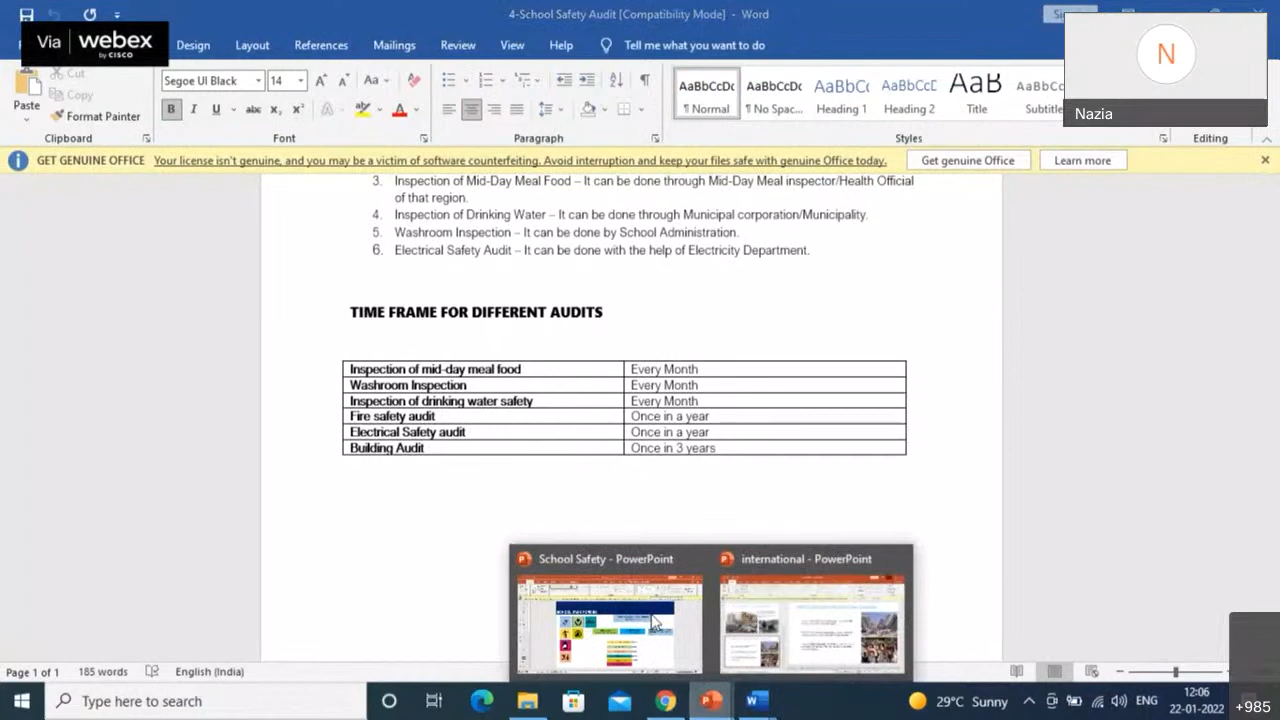 4-School Safety Audit [Compatibility Mode] - Word
Via webex
by CISCO
Design Layout References Mailings Review View Help Tell me what you want to do
N
Nazia
Cut
Copy
Paste
Format Painter
Segoe UI Black 14
AaBbCcDc AaBbCcDc AaBbC( AaBbCcD AaB AaBbCcD
¶ Normal ¶ No Spac... Heading 1 Heading 2 Title Subtitle
Clipboard Font Paragraph Styles Editing
GET GENUINE OFFICE Your license isn't genuine, and you may be a victim of software counterfeiting. Avoid interruption and keep your files safe with genuine Office today. Get genuine Office Learn more
3. Inspection of Mid-Day Meal Food – It can be done through Mid-Day Meal inspector/Health Official
of that region.
4. Inspection of Drinking Water – It can be done through Municipal corporation/Municipality.
5. Washroom Inspection – It can be done by School Administration.
6. Electrical Safety Audit – It can be done with the help of Electricity Department.
TIME FRAME FOR DIFFERENT AUDITS
Inspection of mid-day meal food Every Month
Washroom Inspection Every Month
Inspection of drinking water safety Every Month
Fire safety audit Once in a year
Electrical Safety audit Once in a year
Building Audit Once in 3 years
School Safety - PowerPoint international - PowerPoint
Page 1 of 1 185 words English (India)
Type here to search
29°C Sunny ENG
12:06
22-01-2022
+985